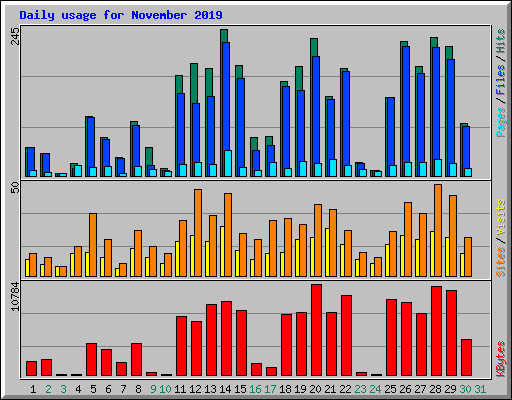 Daily usage for November 2019
245
50
10784
Pages / Files / Hits
Sites / Visits
KBytes
1 2 3 4 5 6 7 8 9 10 11 12 13 14 15 16 17 18 19 20 21 22 23 24 25 26 27 28 29 30 31